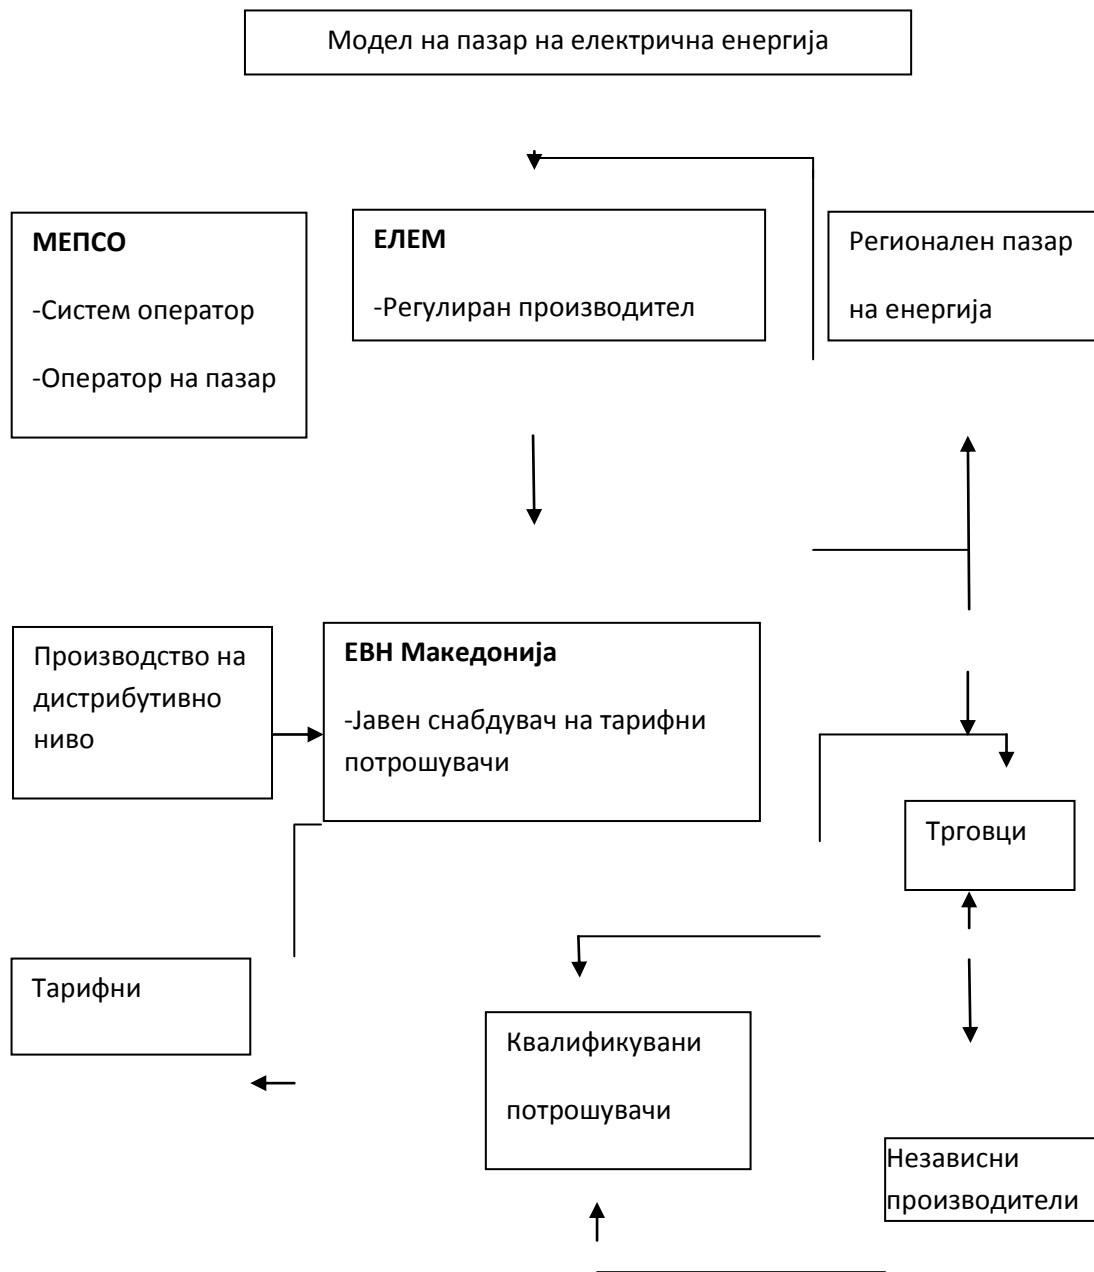 Модел на пазар на електрична енергија
МЕПСО
-Систем оператор
-Оператор на пазар
ЕЛЕМ
-Регулиран производител
Регионален пазар
на енергија
Производство на
дистрибутивно
ниво
ЕВН Македонија
-Јавен снабдувач на тарифни
потрошувачи
Трговци
Тарифни
Квалификувани
потрошувачи
Независни
производители